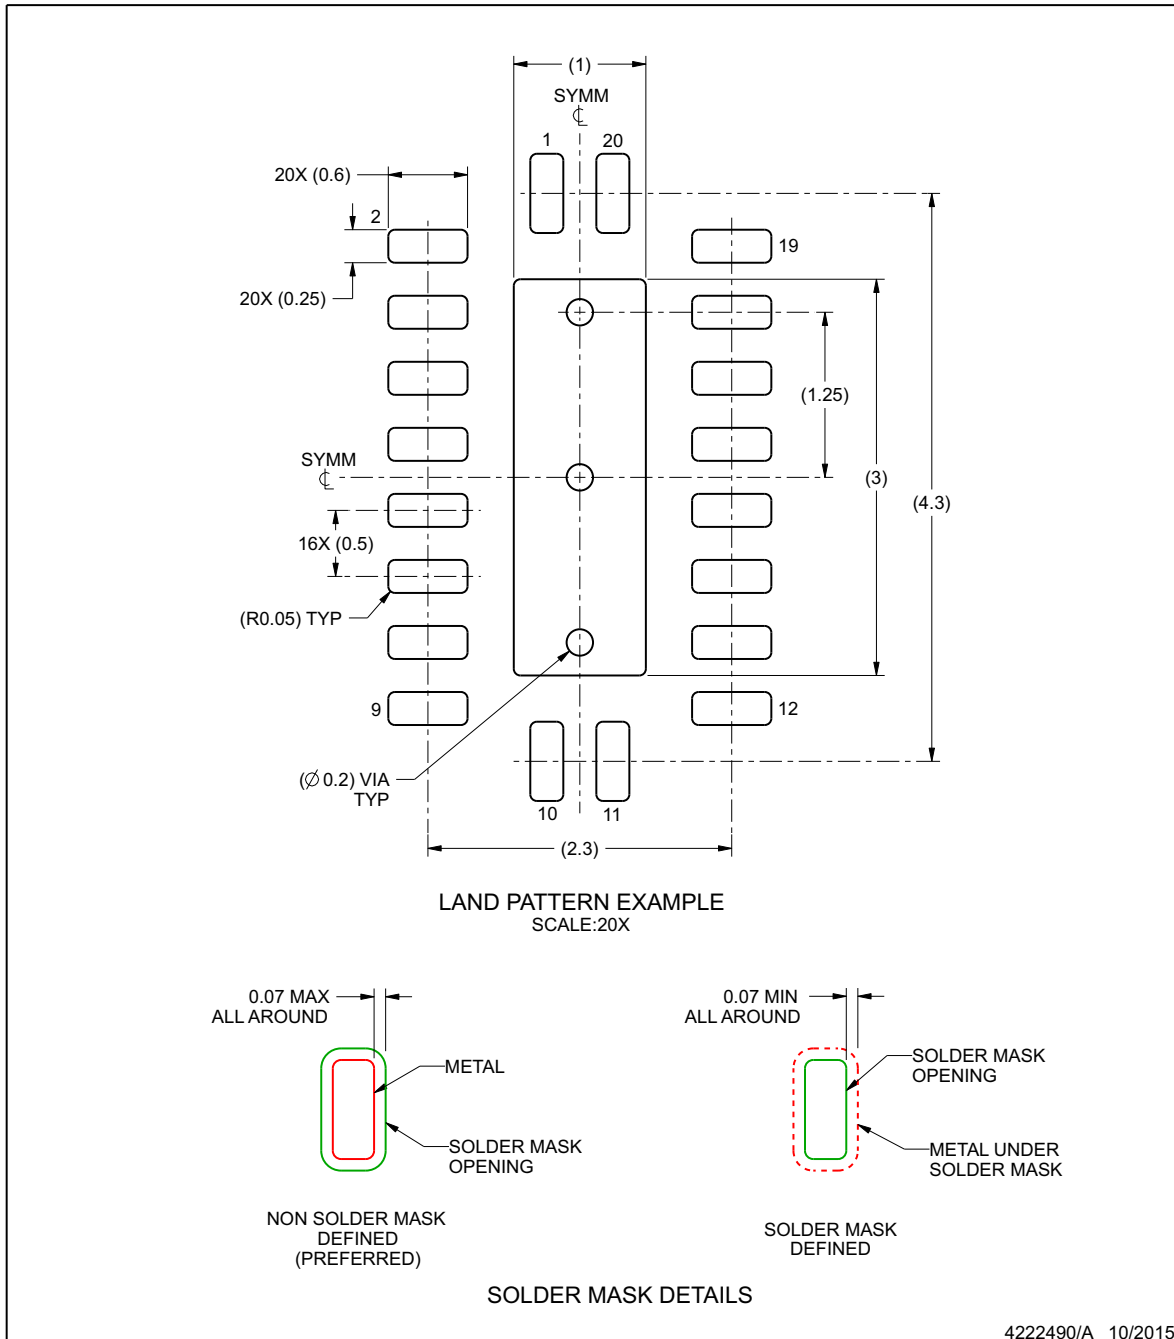 (1)
SYMM
℄
1
20
20X (0.6)
2
19
20X (0.25)
(1.25)
SYMM
℄
(3)
(4.3)
16X (0.5)
(R0.05) TYP
9
12
(∅ 0.2) VIA
TYP
10
11
(2.3)
LAND PATTERN EXAMPLE
SCALE:20X
0.07 MAX
ALL AROUND
METAL
SOLDER MASK
OPENING
NON SOLDER MASK
DEFINED
(PREFERRED)
0.07 MIN
ALL AROUND
SOLDER MASK
OPENING
METAL UNDER
SOLDER MASK
SOLDER MASK
DEFINED
SOLDER MASK DETAILS
4222490/A 10/2015